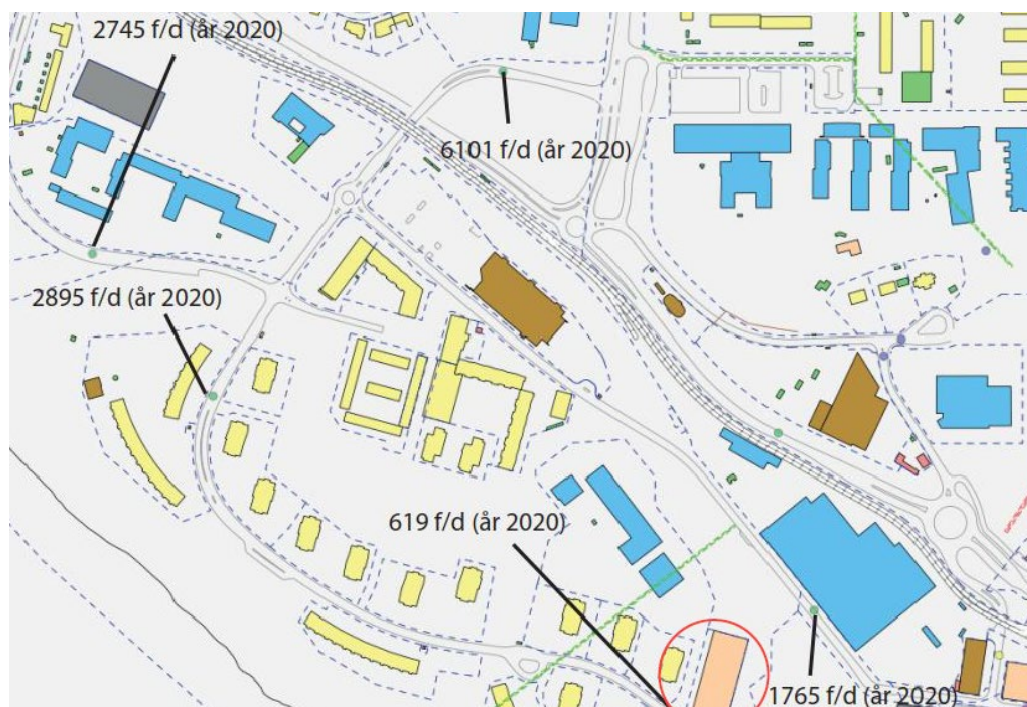 2745 f/d (år 2020)
6101 f/d (år 2020)
2895 f/d (år 2020)
619 f/d (år 2020)
1765 f/d (år 2020)